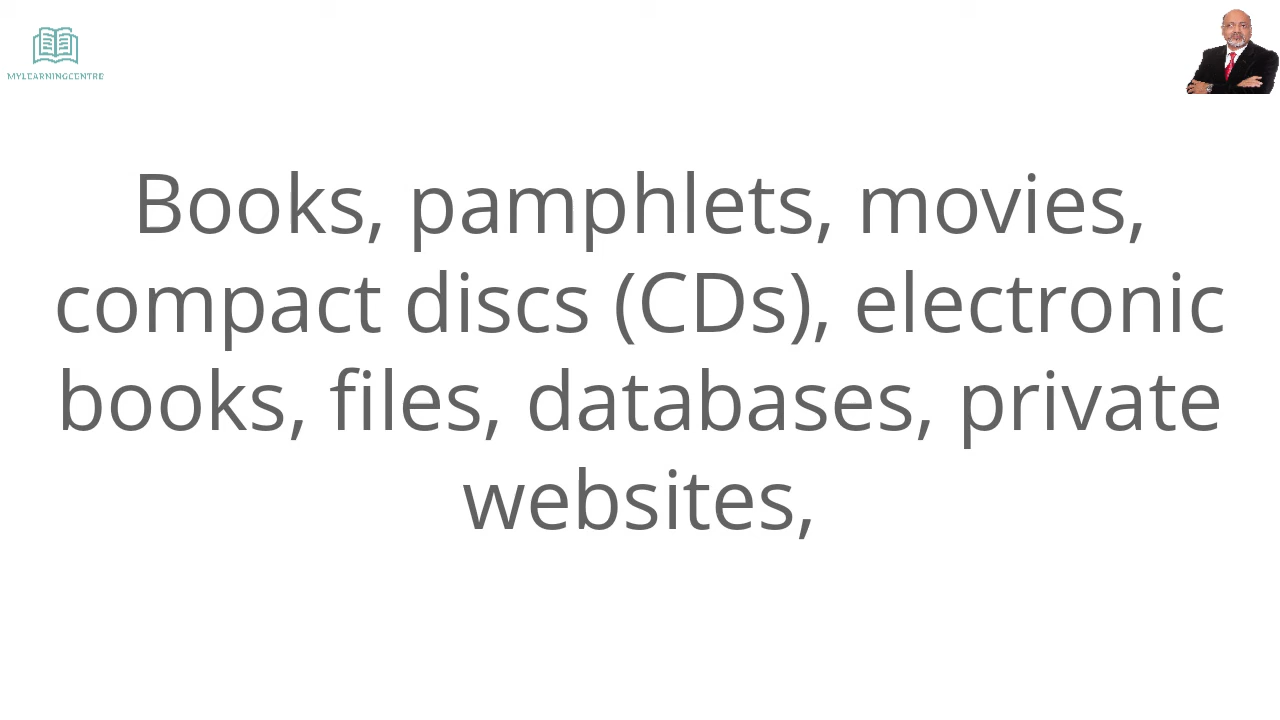 MYLEARNINGCENTRE
Books, pamphlets, movies,
compact discs (CDs), electronic
books, files, databases, private
websites,